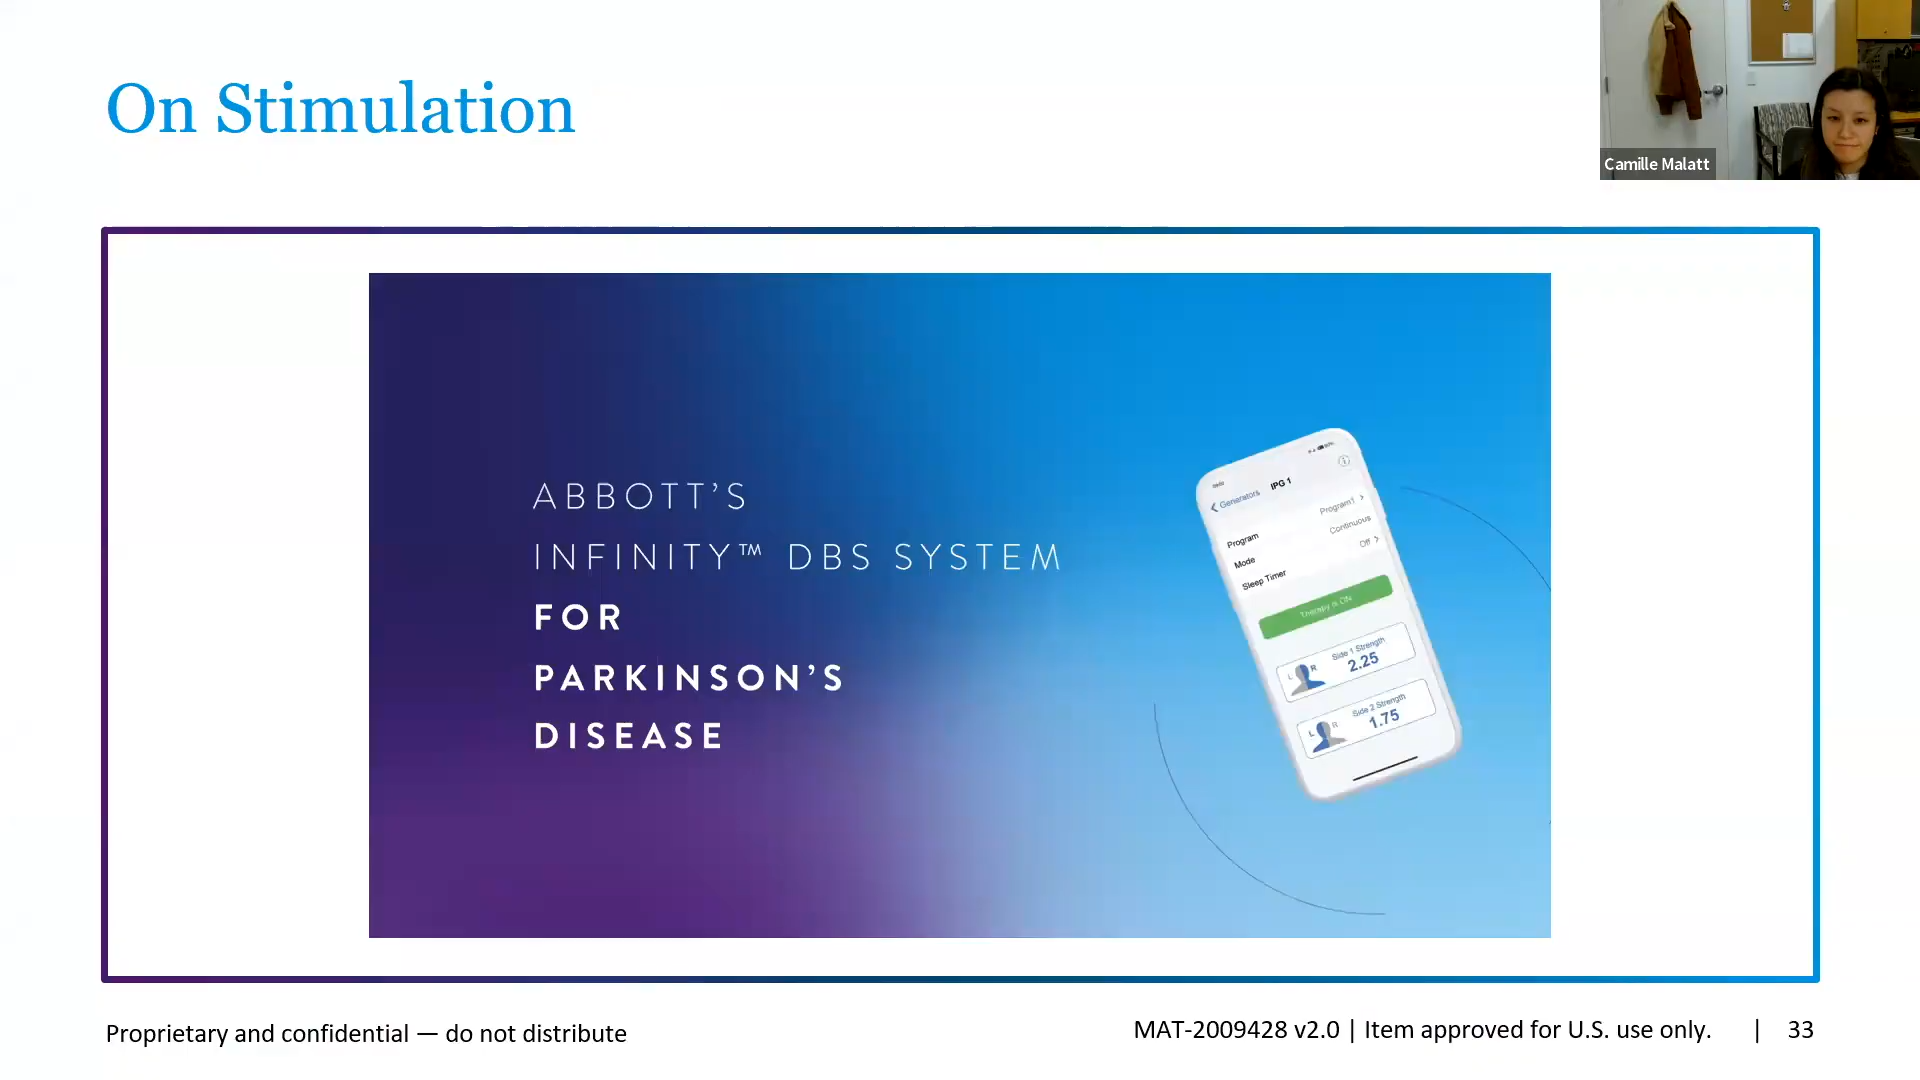 On Stimulation
Camille Malatt
ABBOTT’S
INFINITY™ DBS SYSTEM
FOR
PARKINSON’S
DISEASE
Generators
IPG 1
Program
Program1
Mode
Continuous
Sleep Timer
Off
Therapy is ON
L R
Side 1 Strength
2.25
L R
Side 2 Strength
1.75
Proprietary and confidential — do not distribute
MAT-2009428 v2.0 | Item approved for U.S. use only. | 33